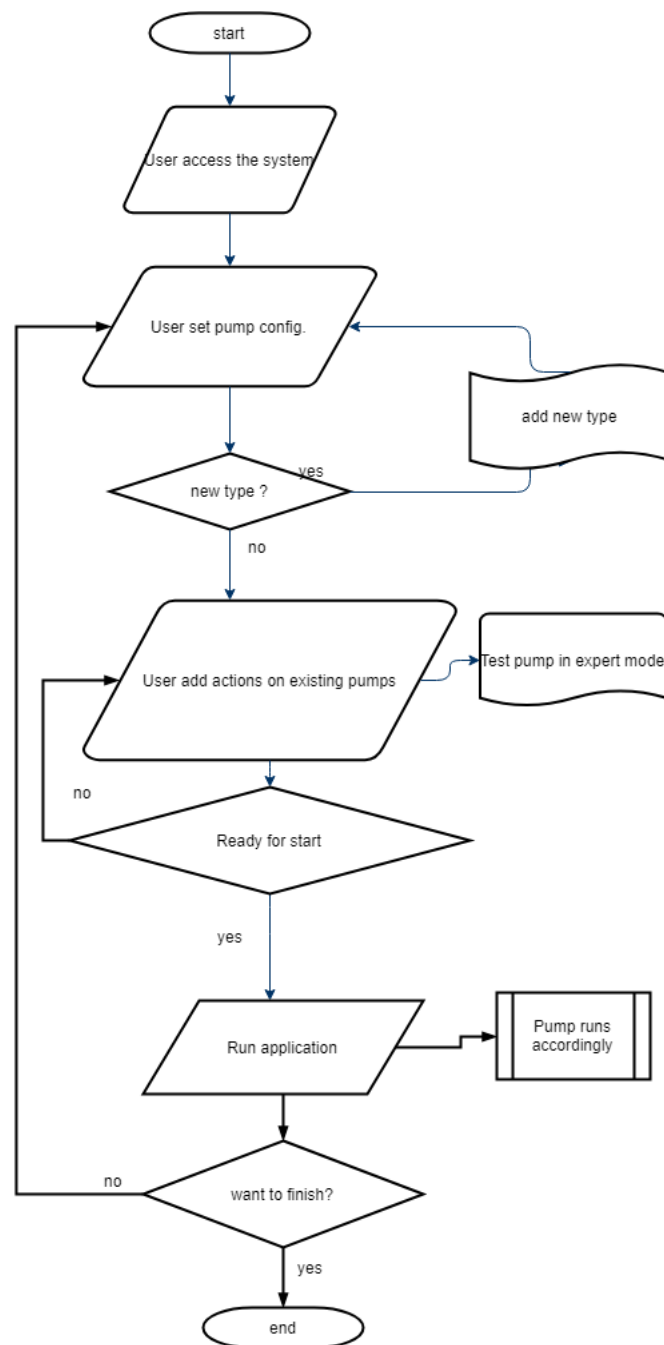 start
User access the system
User set pump config.
add new type
yes
new type ?
no
User add actions on existing pumps
Test pump in expert mode
no
Ready for start
yes
Run application
Pump runs
accordingly
no
want to finish?
yes
end